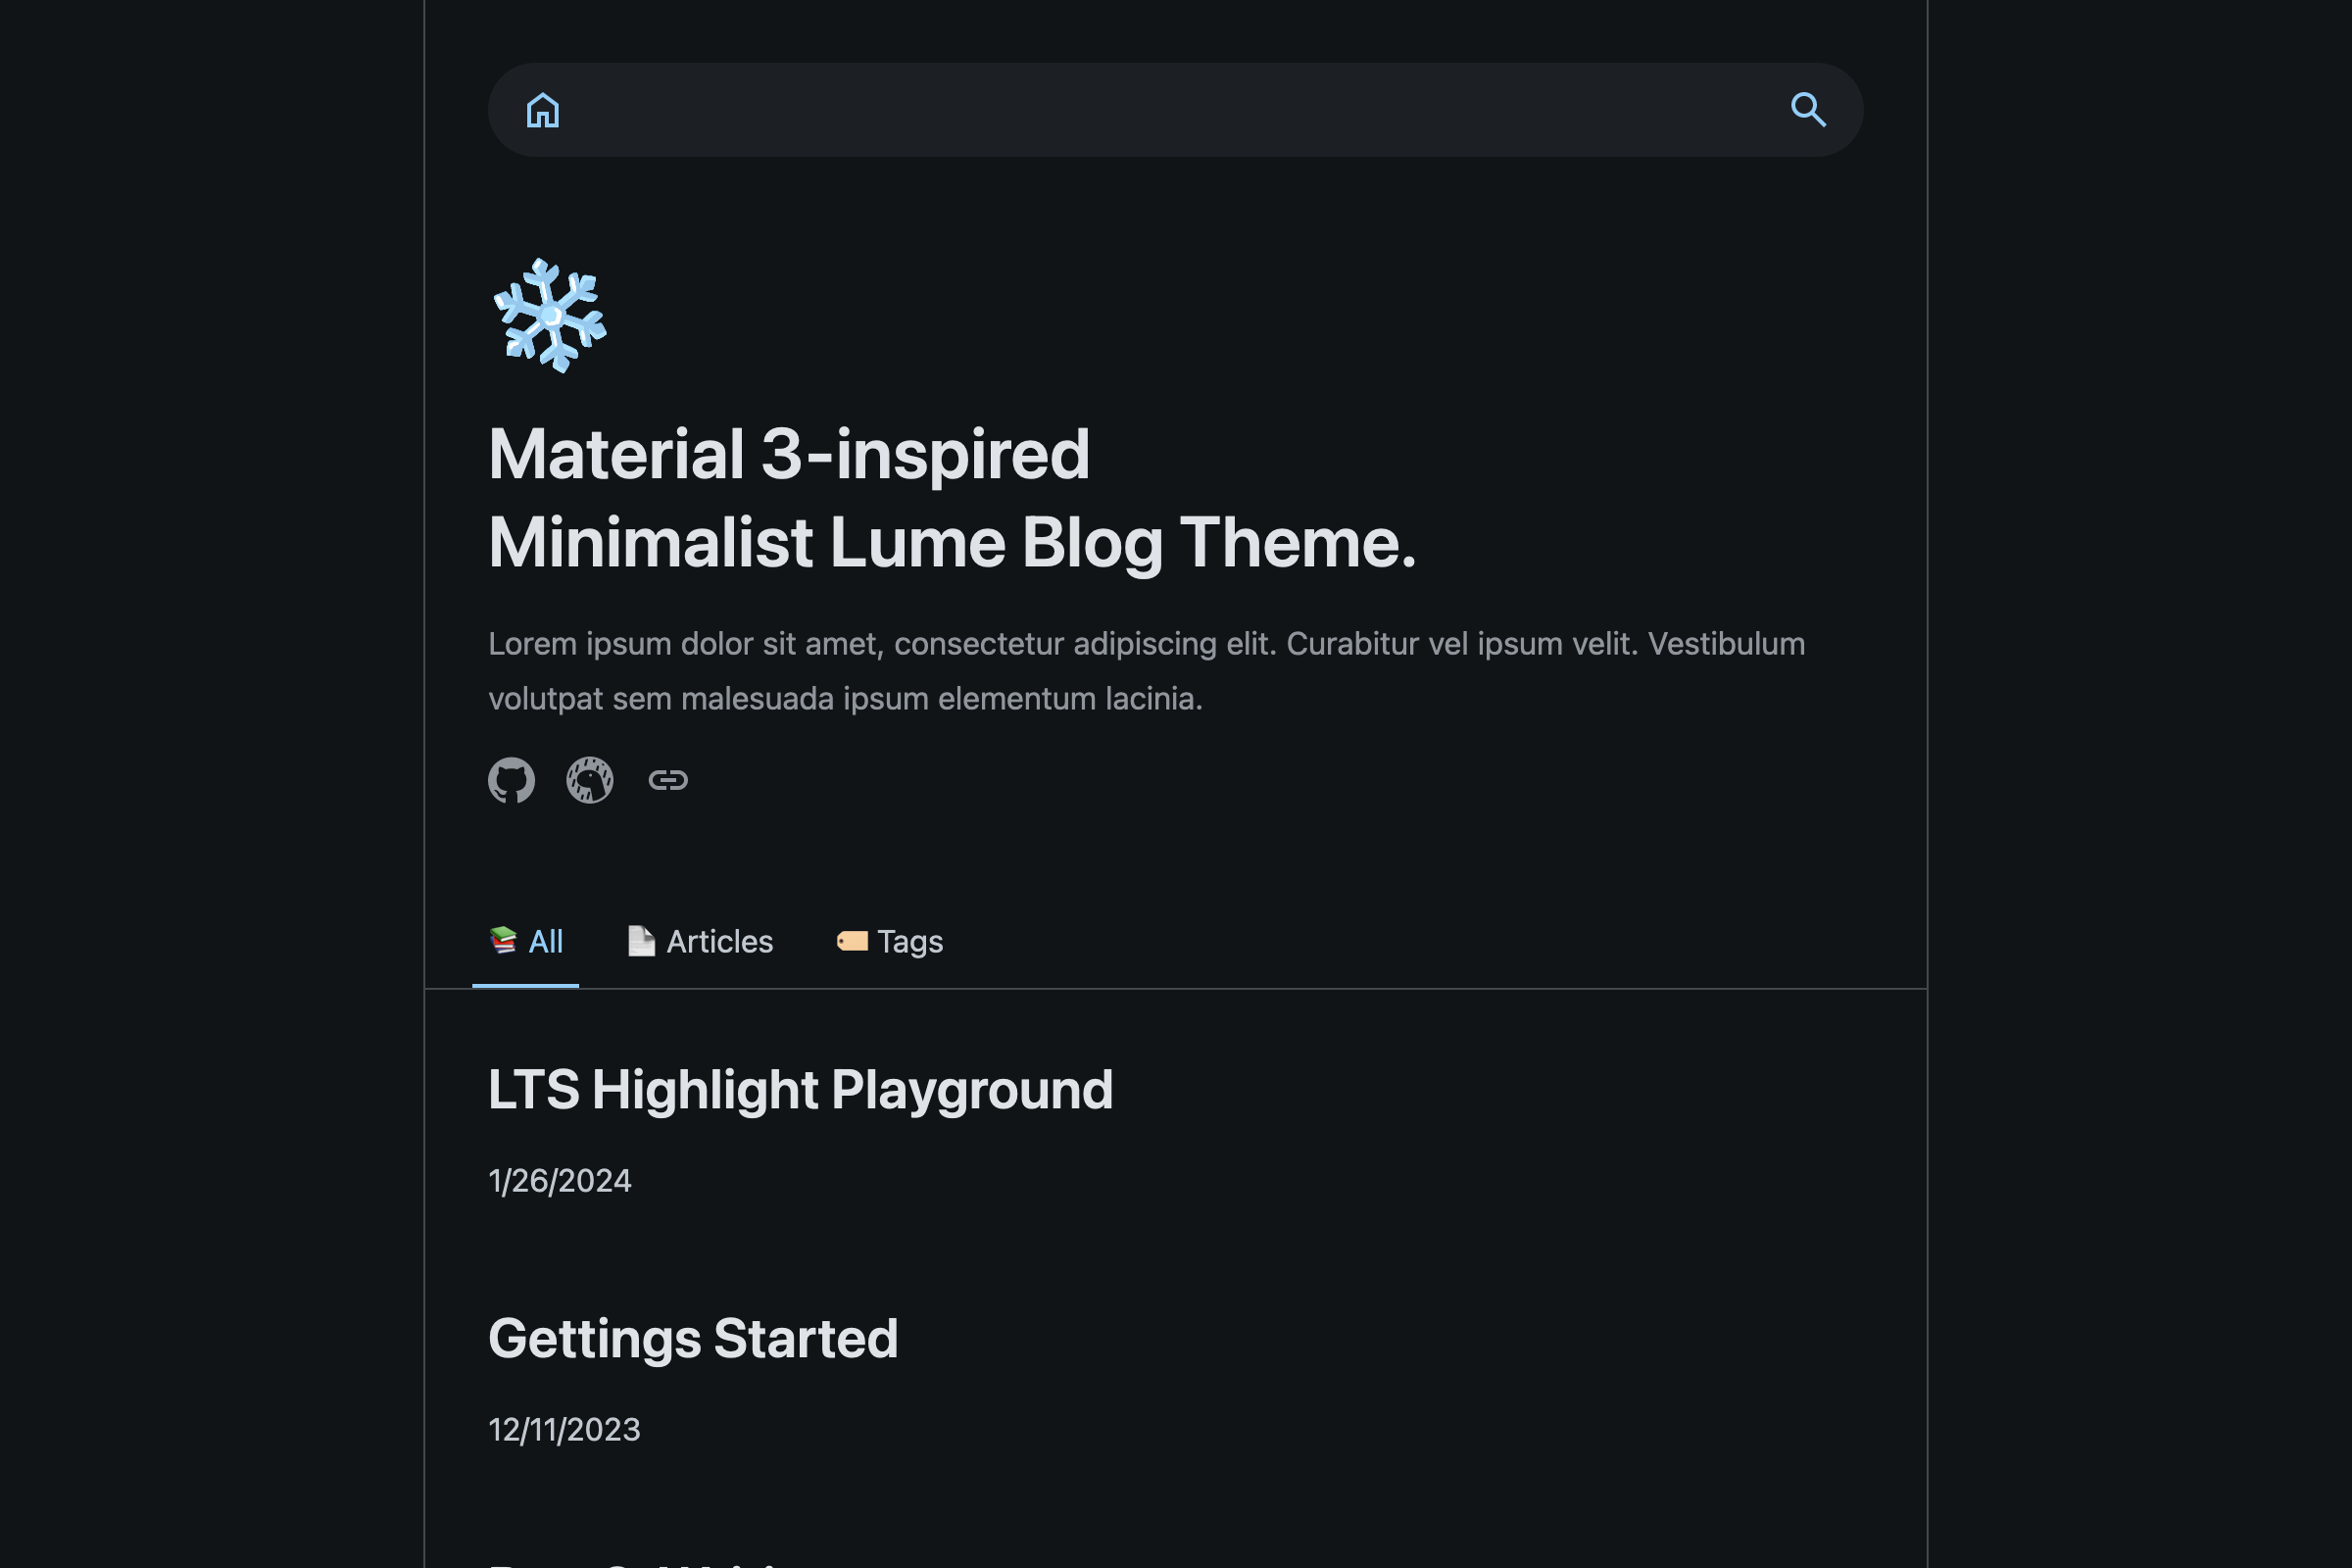 Material 3-inspired
Minimalist Lume Blog Theme.
Lorem ipsum dolor sit amet, consectetur adipiscing elit. Curabitur vel ipsum velit. Vestibulum
volutpat sem malesuada ipsum elementum lacinia.
All Articles Tags
LTS Highlight Playground
1/26/2024
Gettings Started
12/11/2023